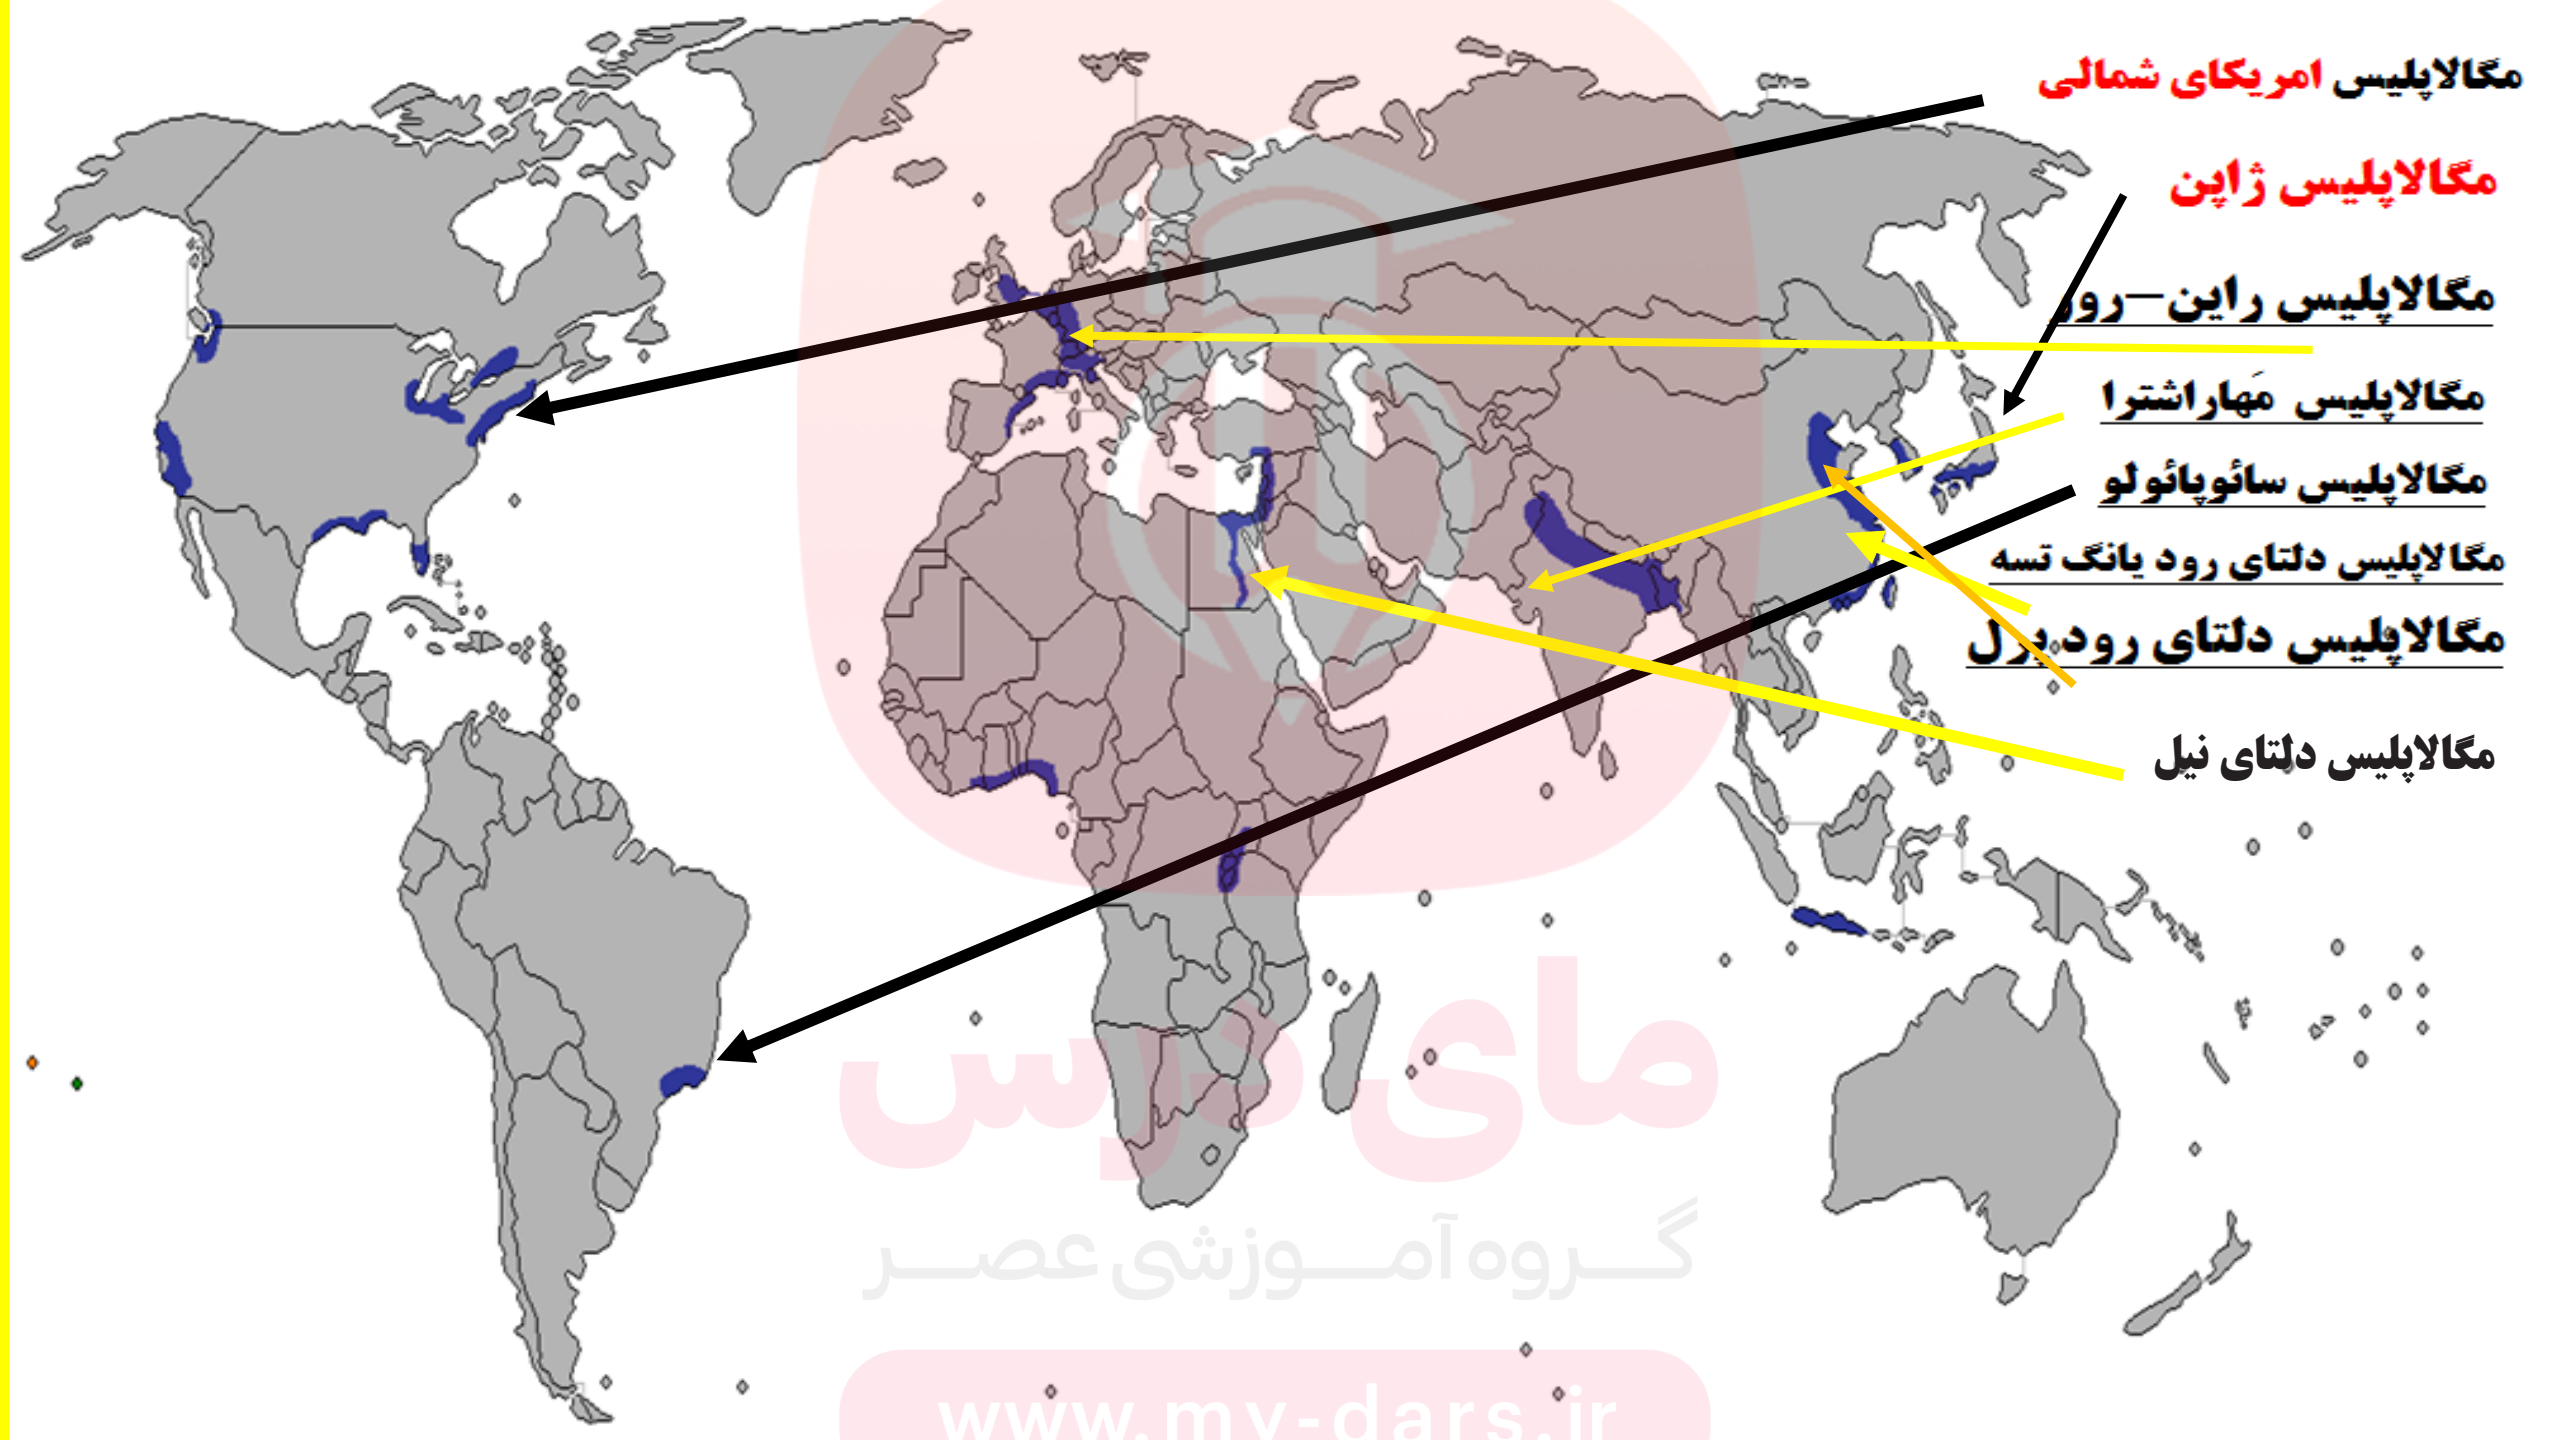 مگالاپلیس امریکای شمالی
مگالاپلیس ژاپن
مگالاپلیس راین–رور
مگالاپلیس مَهاراشترا
مگالاپلیس سائوپائولو
مگالاپلیس دلتای رود یانگ تسه
مگالاپلیس دلتای رود پرل
مگالاپلیس دلتای نیل
مای درس
گروه آموزشی عصر
www.my-dars.ir